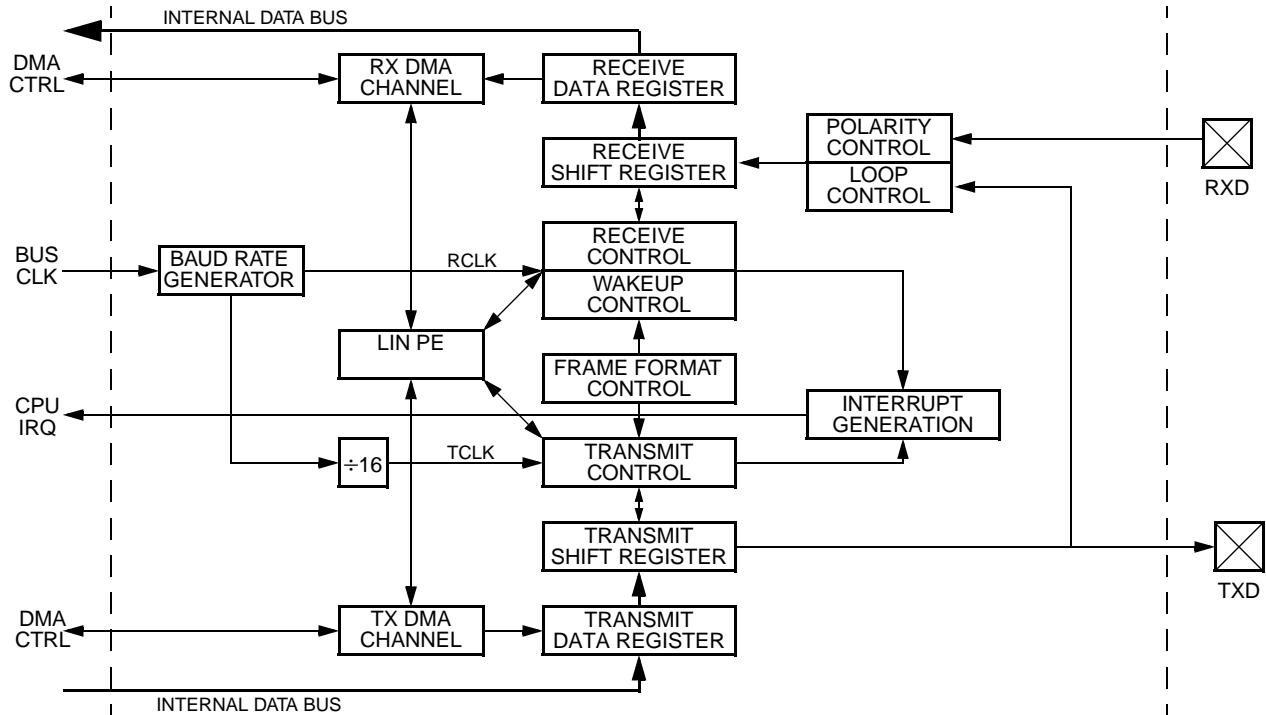 INTERNAL DATA BUS
DMA
CTRL
RX DMA
CHANNEL
RECEIVE
DATA REGISTER
POLARITY
CONTROL
LOOP
CONTROL
RXD
RECEIVE
SHIFT REGISTER
BUS
CLK
BAUD RATE
GENERATOR
RCLK
RECEIVE
CONTROL
WAKEUP
CONTROL
LIN PE
FRAME FORMAT
CONTROL
CPU
IRQ
INTERRUPT
GENERATION
÷16
TCLK
TRANSMIT
CONTROL
TRANSMIT
SHIFT REGISTER
TXD
DMA
CTRL
TX DMA
CHANNEL
TRANSMIT
DATA REGISTER
INTERNAL DATA BUS